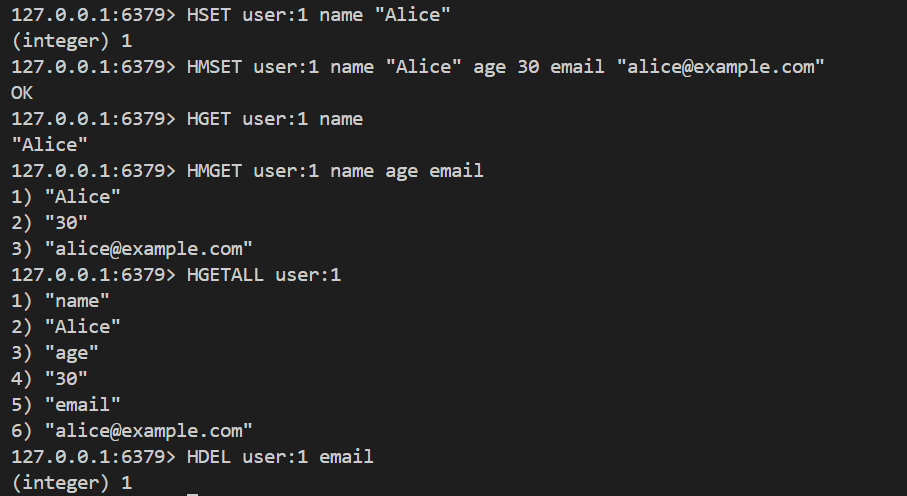 127.0.0.1:6379> HSET user:1 name "Alice"
(integer) 1
127.0.0.1:6379> HMSET user:1 name "Alice" age 30 email "alice@example.com"
OK
127.0.0.1:6379> HGET user:1 name
"Alice"
127.0.0.1:6379> HMGET user:1 name age email
1) "Alice"
2) "30"
3) "alice@example.com"
127.0.0.1:6379> HGETALL user:1
1) "name"
2) "Alice"
3) "age"
4) "30"
5) "email"
6) "alice@example.com"
127.0.0.1:6379> HDEL user:1 email
(integer) 1